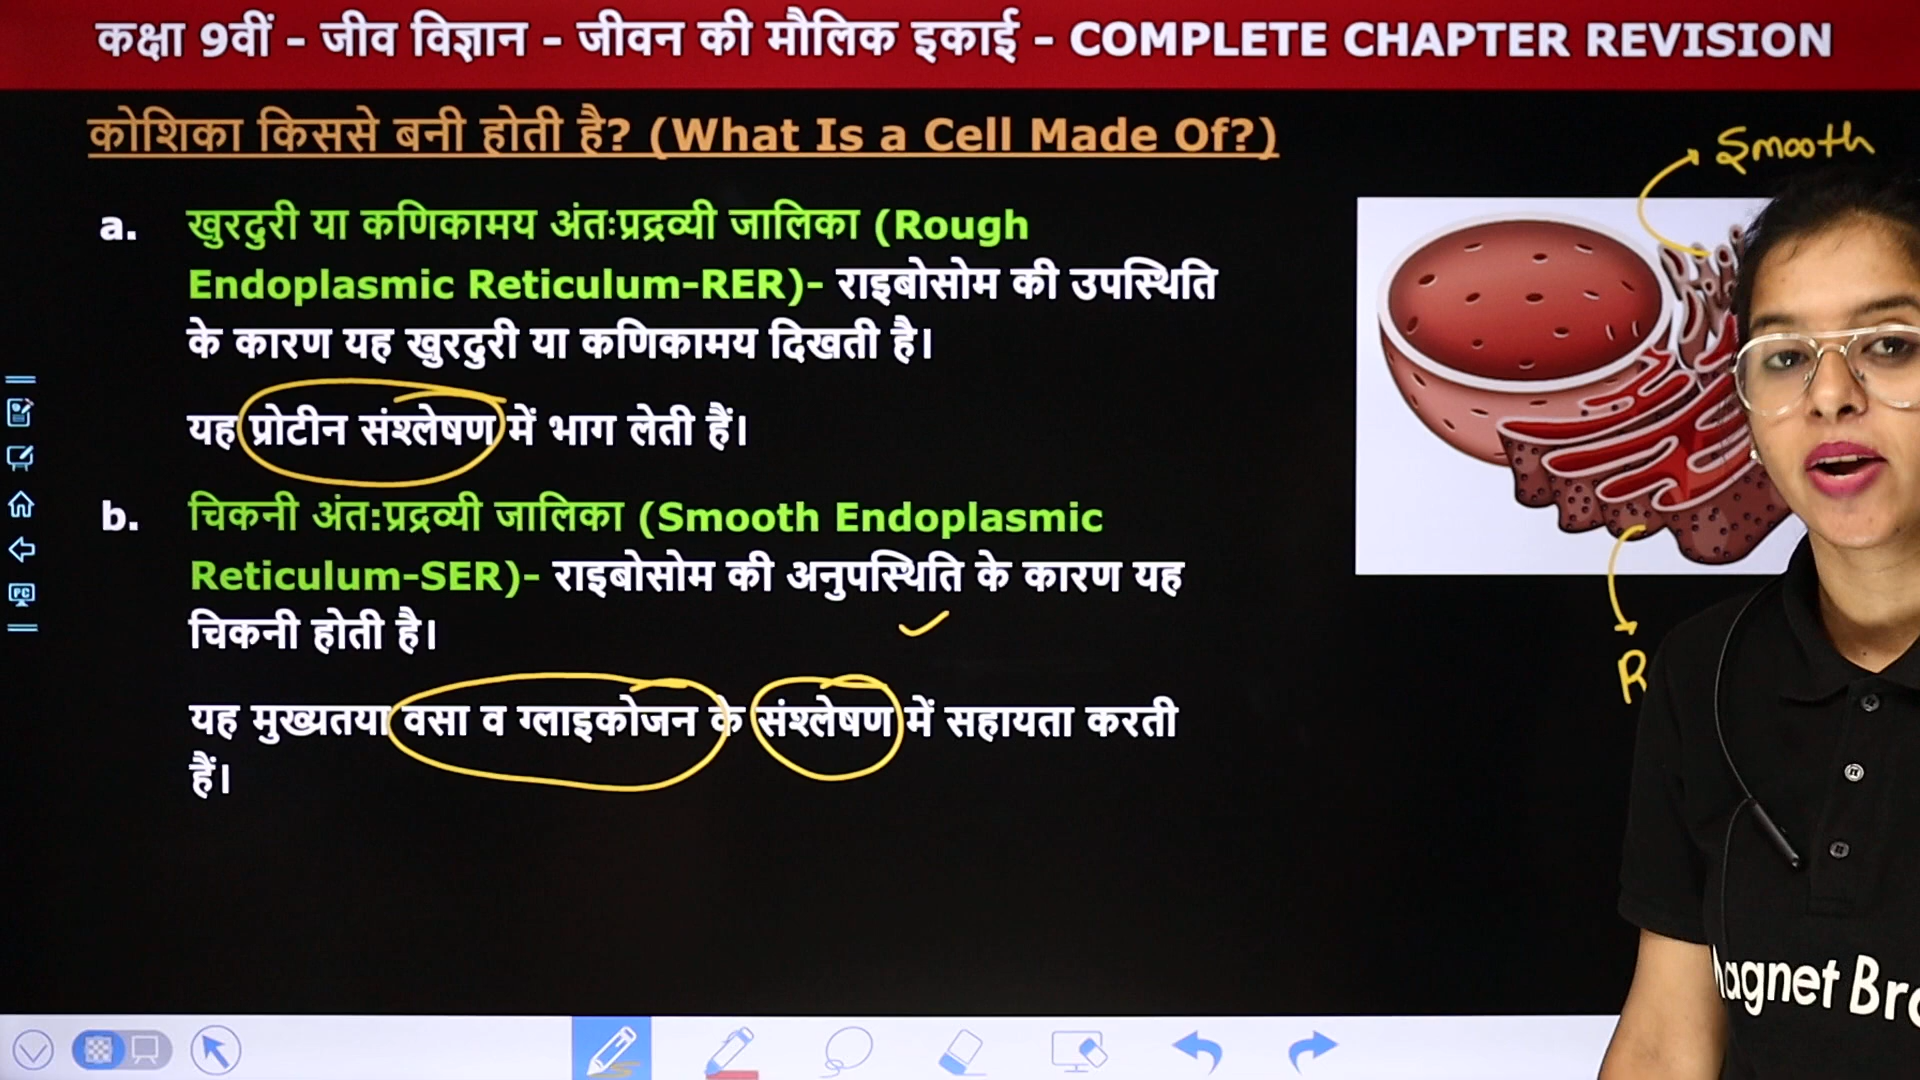 कक्षा 9वीं - जीव विज्ञान - जीवन की मौलिक इकाई - COMPLETE CHAPTER REVISION
कोशिका किससे बनी होती है? (What Is a Cell Made Of?)
Smooth
a. खुरदुरी या कणिकामय अंतःप्रद्रव्यी जालिका (Rough
Endoplasmic Reticulum-RER)- राइबोसोम की उपस्थिति
के कारण यह खुरदुरी या कणिकामय दिखती है।
यह प्रोटीन संश्लेषण में भाग लेती हैं।
b. चिकनी अंत:प्रद्रव्यी जालिका (Smooth Endoplasmic
Reticulum-SER)- राइबोसोम की अनुपस्थिति के कारण यह
चिकनी होती है।
R
यह मुख्यतया वसा व ग्लाइकोजन के संश्लेषण में सहायता करती
हैं।
agnet Bro
PC